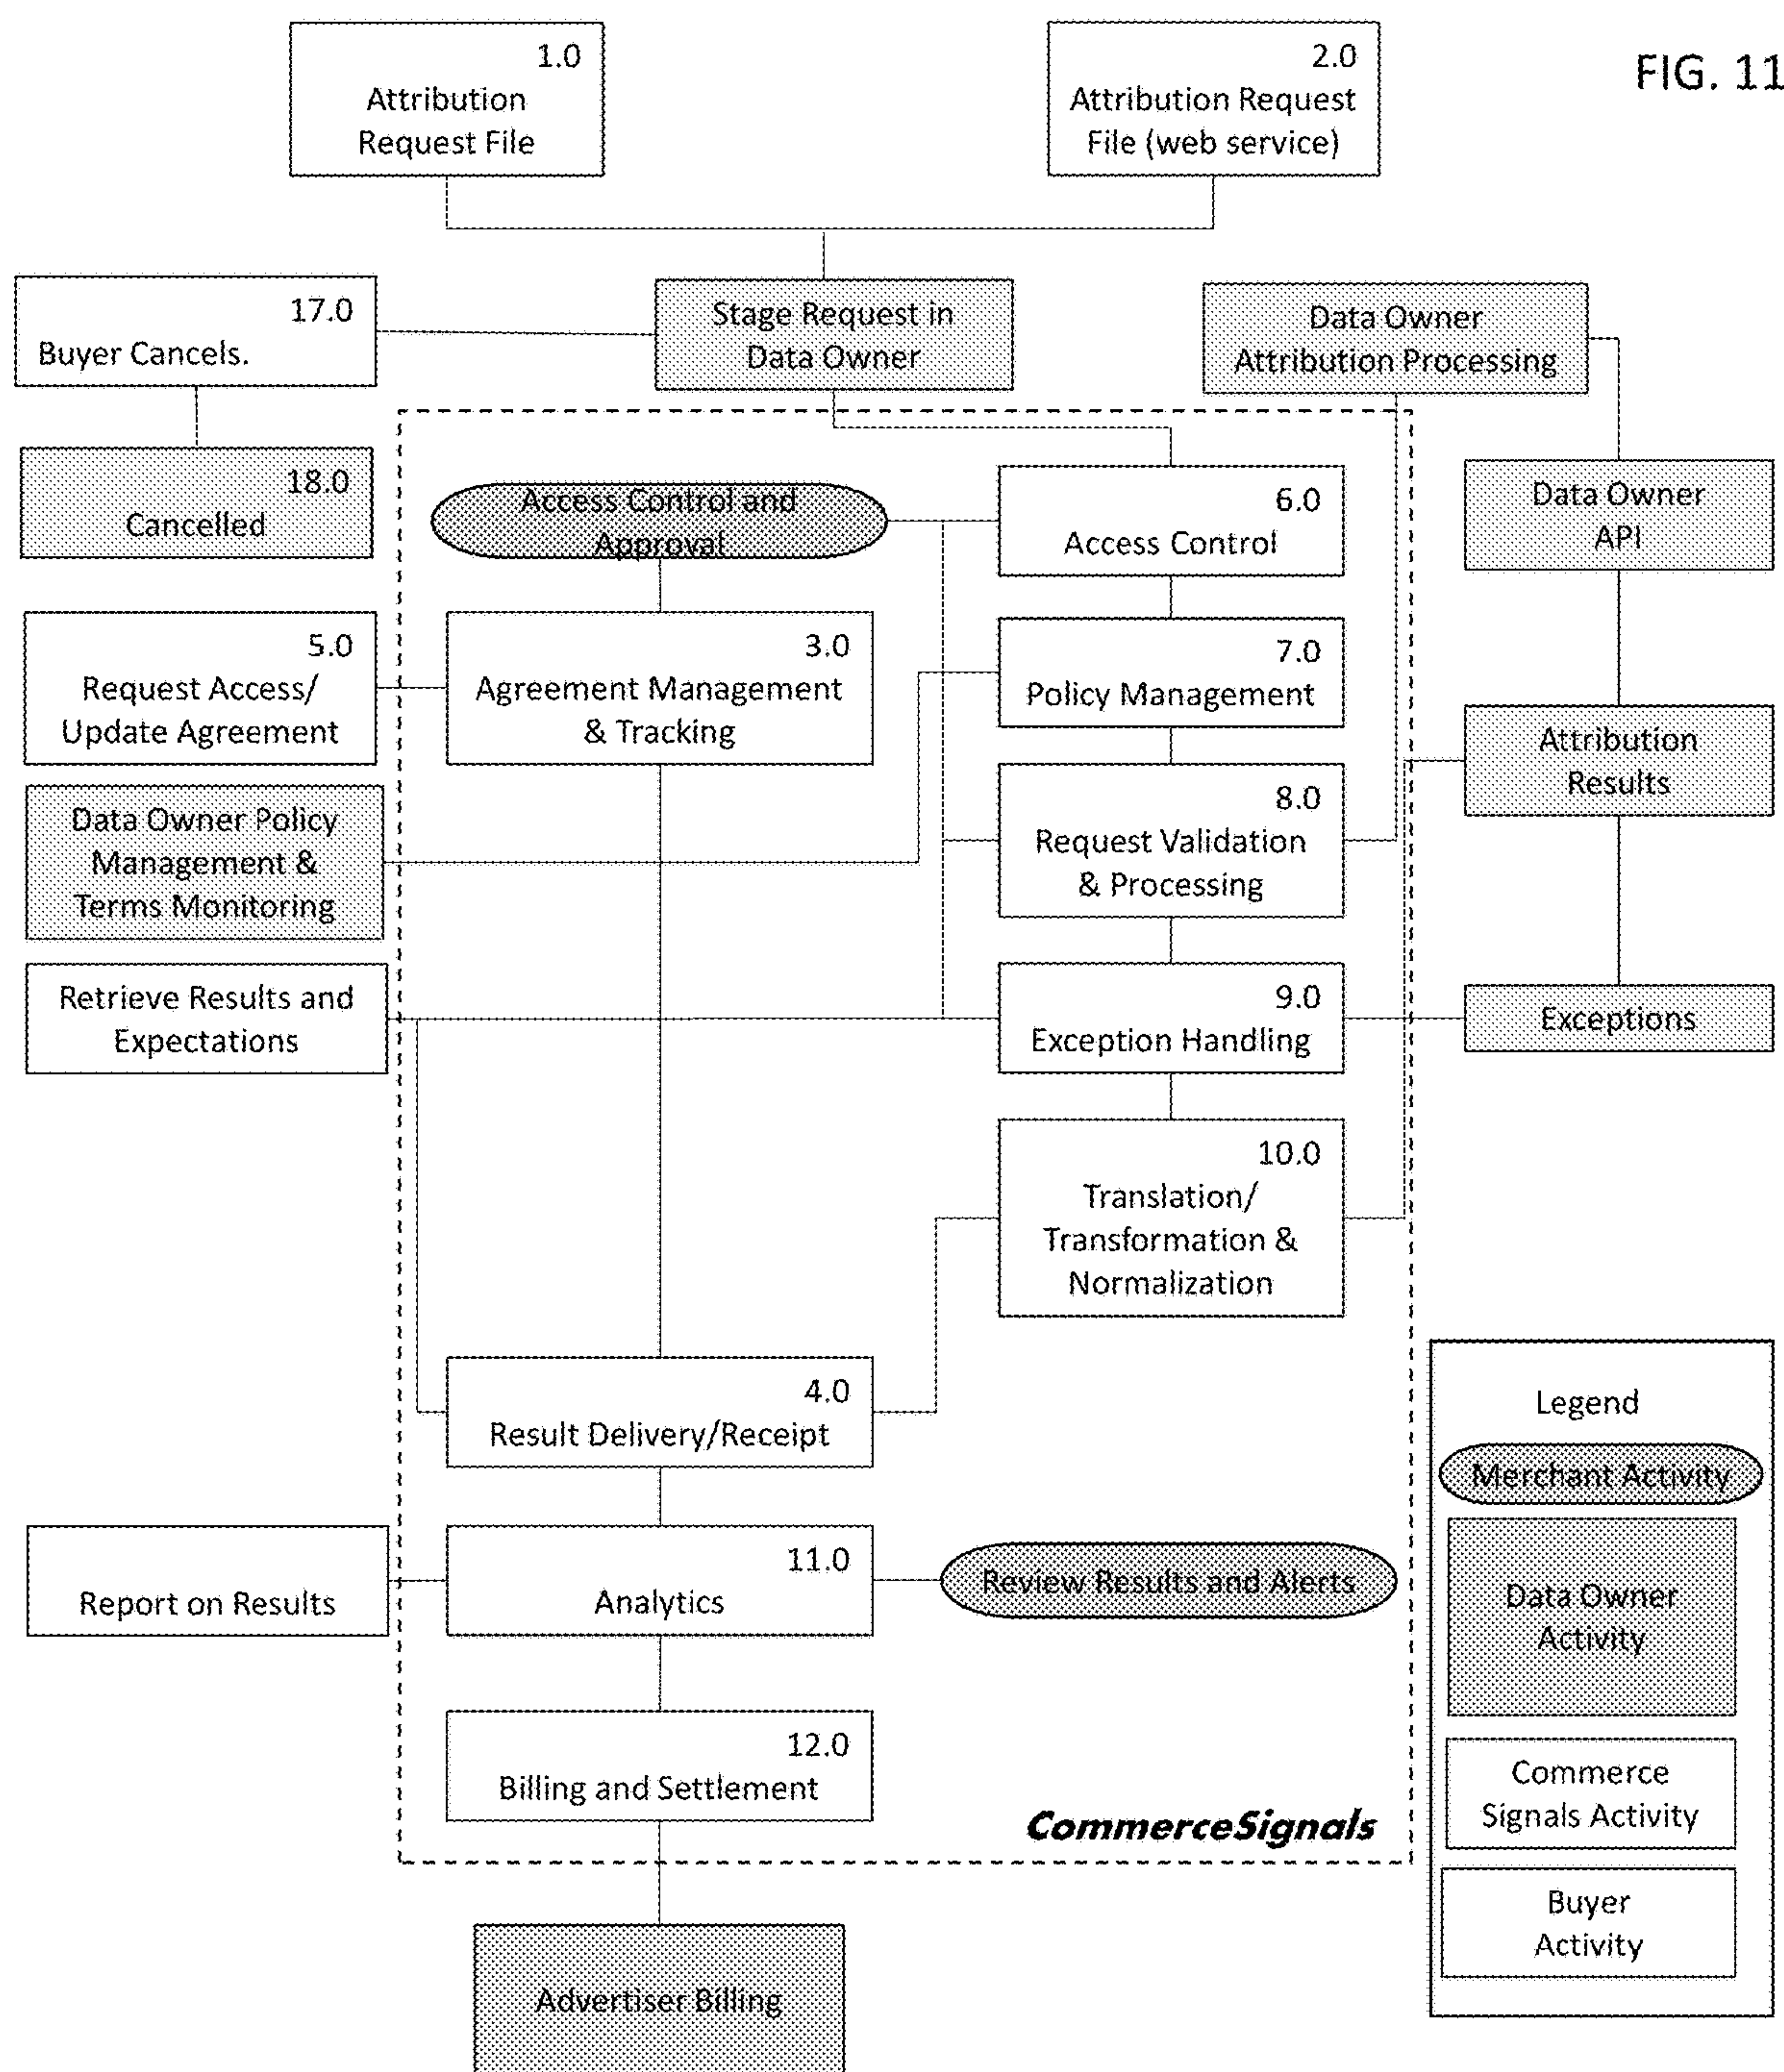 FIG. 11
1.0
Attribution
Request File
2.0
Attribution Request
File (web service)
17.0
Buyer Cancels.
Stage Request in
Data Owner
Data Owner
Attribution Processing
18.0
Cancelled
Access Control and
Approval
6.0
Access Control
Data Owner
API
5.0
Request Access/
Update Agreement
3.0
Agreement Management
& Tracking
7.0
Policy Management
Attribution
Results
Data Owner Policy
Management &
Terms Monitoring
8.0
Request Validation
& Processing
Retrieve Results and
Expectations
9.0
Exception Handling
Exceptions
10.0
Translation/
Transformation &
Normalization
4.0
Result Delivery/Receipt
Report on Results
11.0
Analytics
Review Results and Alerts
12.0
Billing and Settlement
CommerceSignals
Advertiser Billing
Legend
Merchant Activity
Data Owner
Activity
Commerce
Signals Activity
Buyer
Activity